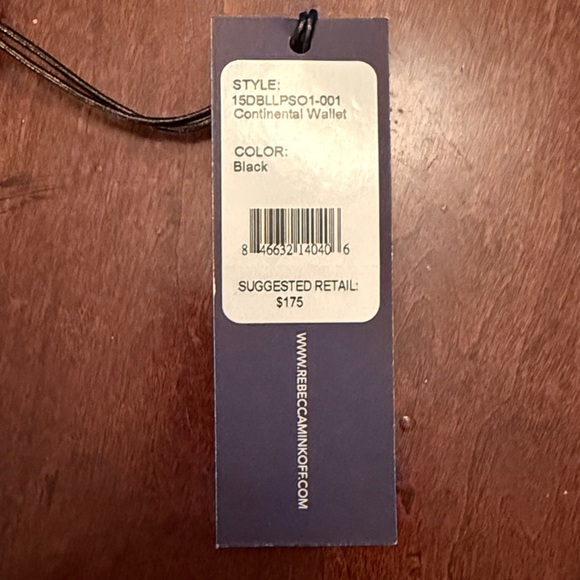 STYLE:
15DBLLPSO1-001
Continental Wallet
COLOR:
Black
8 46632 14040 6
SUGGESTED RETAIL:
$175
WWW.REBECCAMINKOFF.COM